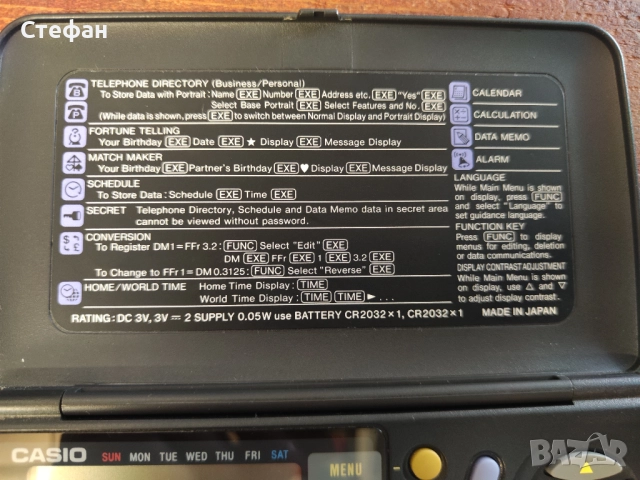 Стефан
TELEPHONE DIRECTORY (Business/Personal)
To Store Data with Portrait : Name EXE Number EXE Address etc. EXE "Yes" EXE
Select Base Portrait EXE Select Features and No. EXE
(While data is shown, press EXE to switch between Normal Display and Portrait Display)
FORTUNE TELLING
Your Birthday EXE Date EXE ★ Display EXE Message Display
MATCH MAKER
Your Birthday EXE Partner's Birthday EXE ♥ Display EXE Message Display
SCHEDULE
To Store Data : Schedule EXE Time EXE
SECRET Telephone Directory, Schedule and Data Memo data in secret area
cannot be viewed without password.
CONVERSION
To Register DM1=FFr 3.2: FUNC Select "Edit" EXE
DM EXE FFr EXE 1 EXE 3.2 EXE
To Change to FFr 1=DM 0.3125: FUNC Select "Reverse" EXE
HOME/WORLD TIME Home Time Display : TIME
World Time Display : TIME TIME ► ...
CALENDAR
CALCULATION
DATA MEMO
ALARM
LANGUAGE
While Main Menu is shown
on display, press FUNC
and select "Language" to
set guidance language.
FUNCTION KEY
Press FUNC to display
menus for editing, deletion
or data communications.
DISPLAY CONTRAST ADJUSTMENT
While Main Menu is shown
on display, use △ and ▽
to adjust display contrast.
RATING: DC 3V, 3V ⎓ 2 SUPPLY 0.05W use BATTERY CR2032×1, CR2032×1 MADE IN JAPAN
CASIO SUN MON TUE WED THU FRI SAT MENU
BAZAR